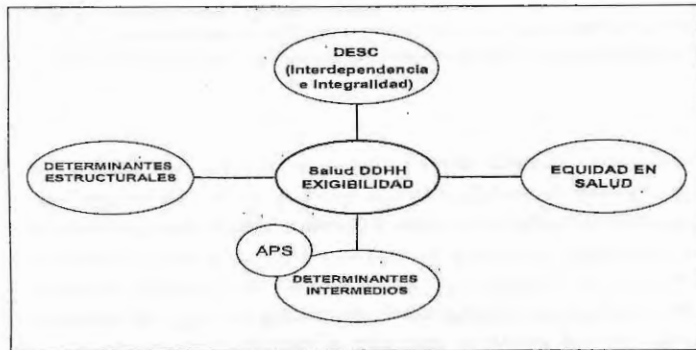 DESC
(Interdependencia
e Integralidad)
DETERMINANTES
ESTRUCTURALES
Salud DDHH
EXIGIBILIDAD
EQUIDAD EN
SALUD
APS
DETERMINANTES
INTERMEDIOS